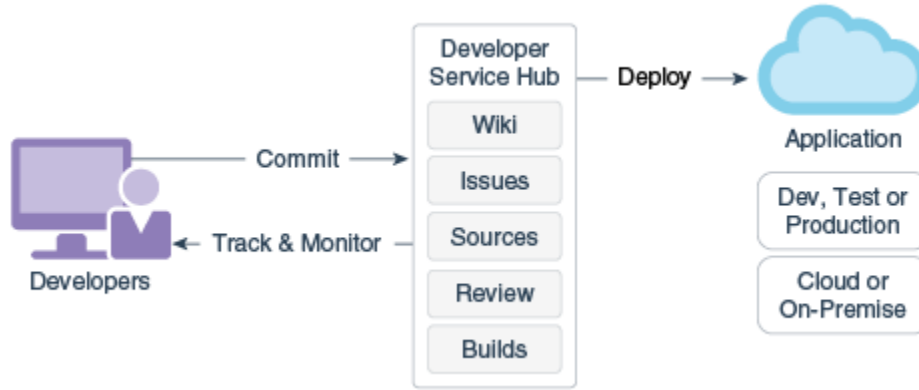 Developer
Service Hub
Wiki
Issues
Sources
Review
Builds
Commit
Track & Monitor
Developers
Deploy
Application
Dev, Test or
Production
Cloud or
On-Premise